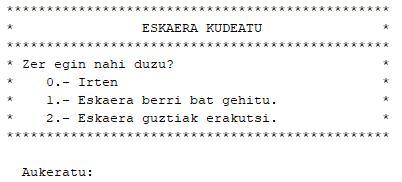 ************************************************
* ESKAERA KUDEATU *
************************************************
* Zer egin nahi duzu? *
* 0.- Irten *
* 1.- Eskaera berri bat gehitu. *
* 2.- Eskaera guztiak erakutsi. *
************************************************
Aukeratu: